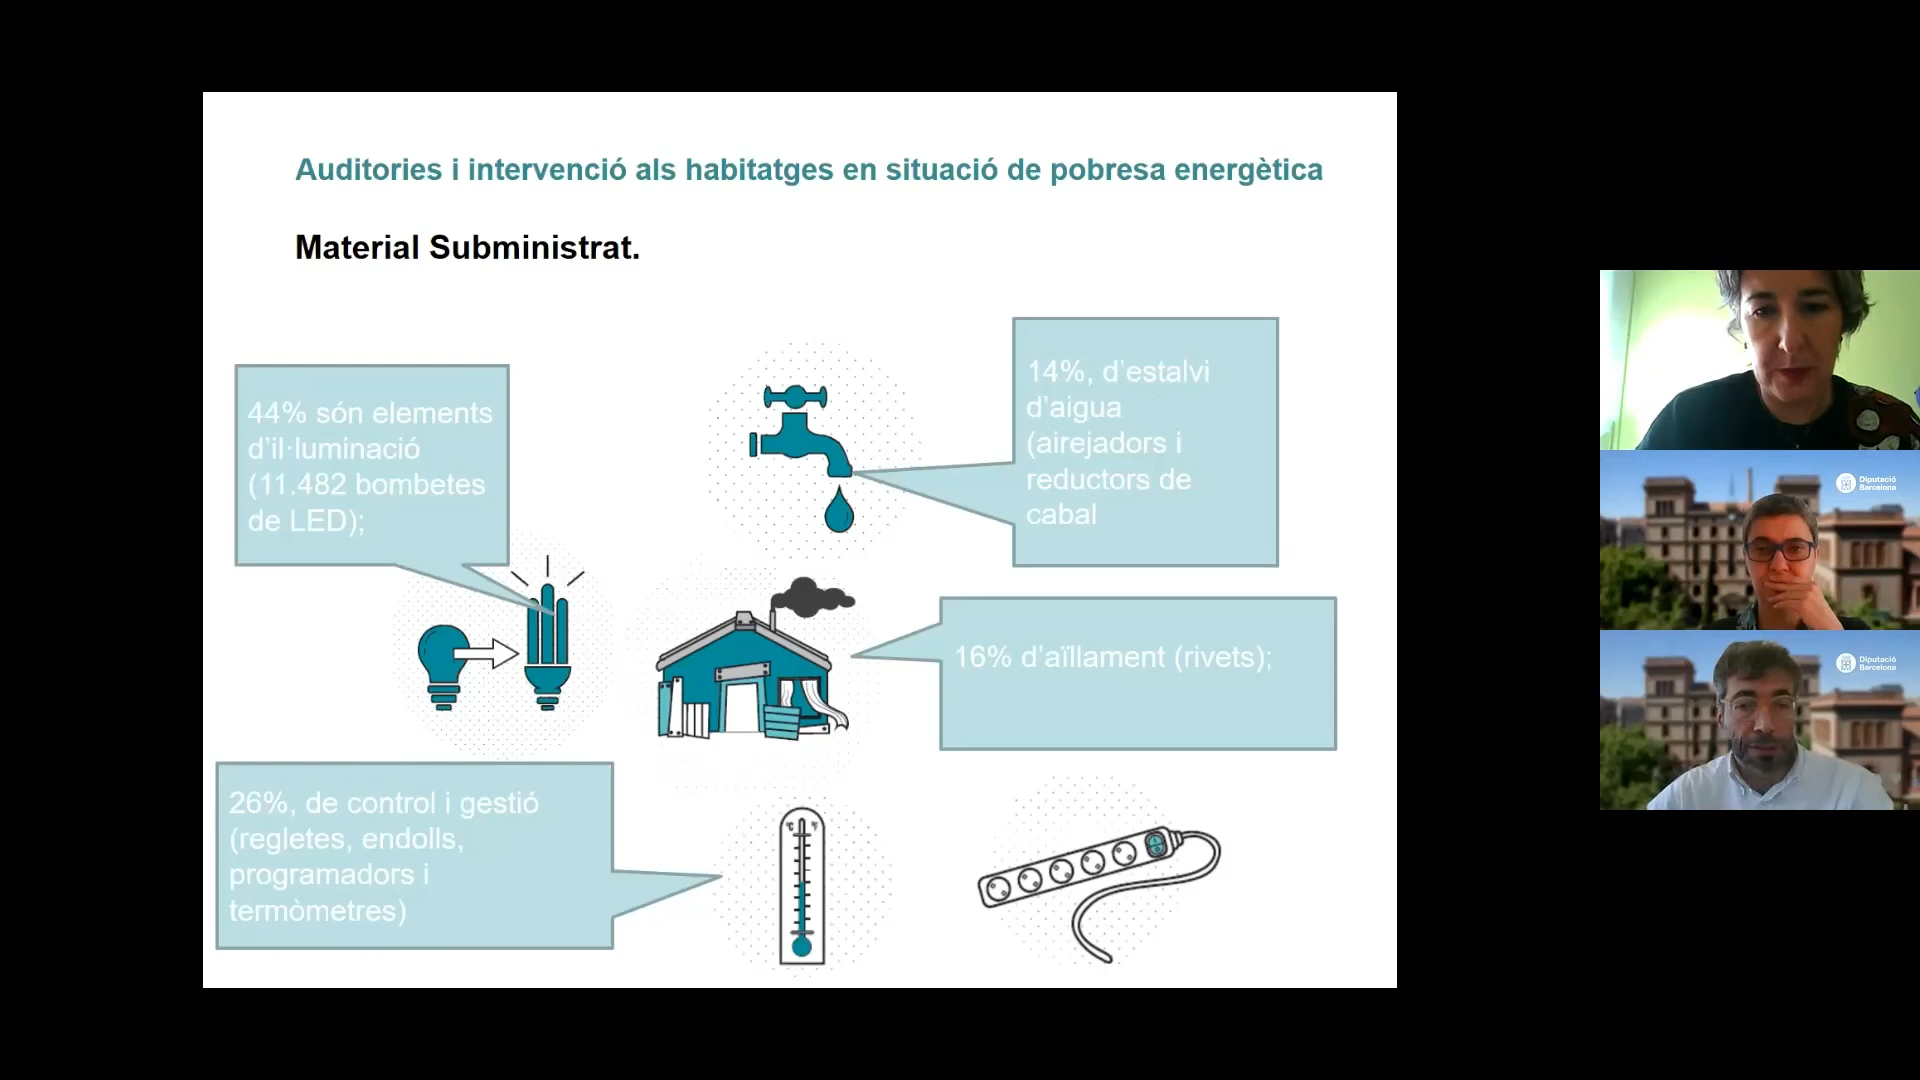 Auditories i intervenció als habitatges en situació de pobresa energètica
Material Subministrat.
44% són elements
d'il·luminació
(11.482 bombetes
de LED);
14%, d'estalvi
d'aigua
(airejadors i
reductors de
cabal
16% d'aïllament (rivets);
26%, de control i gestió
(regletes, endolls,
programadors i
termòmetres)
°C
°F
Diputació
Barcelona
Diputació
Barcelona